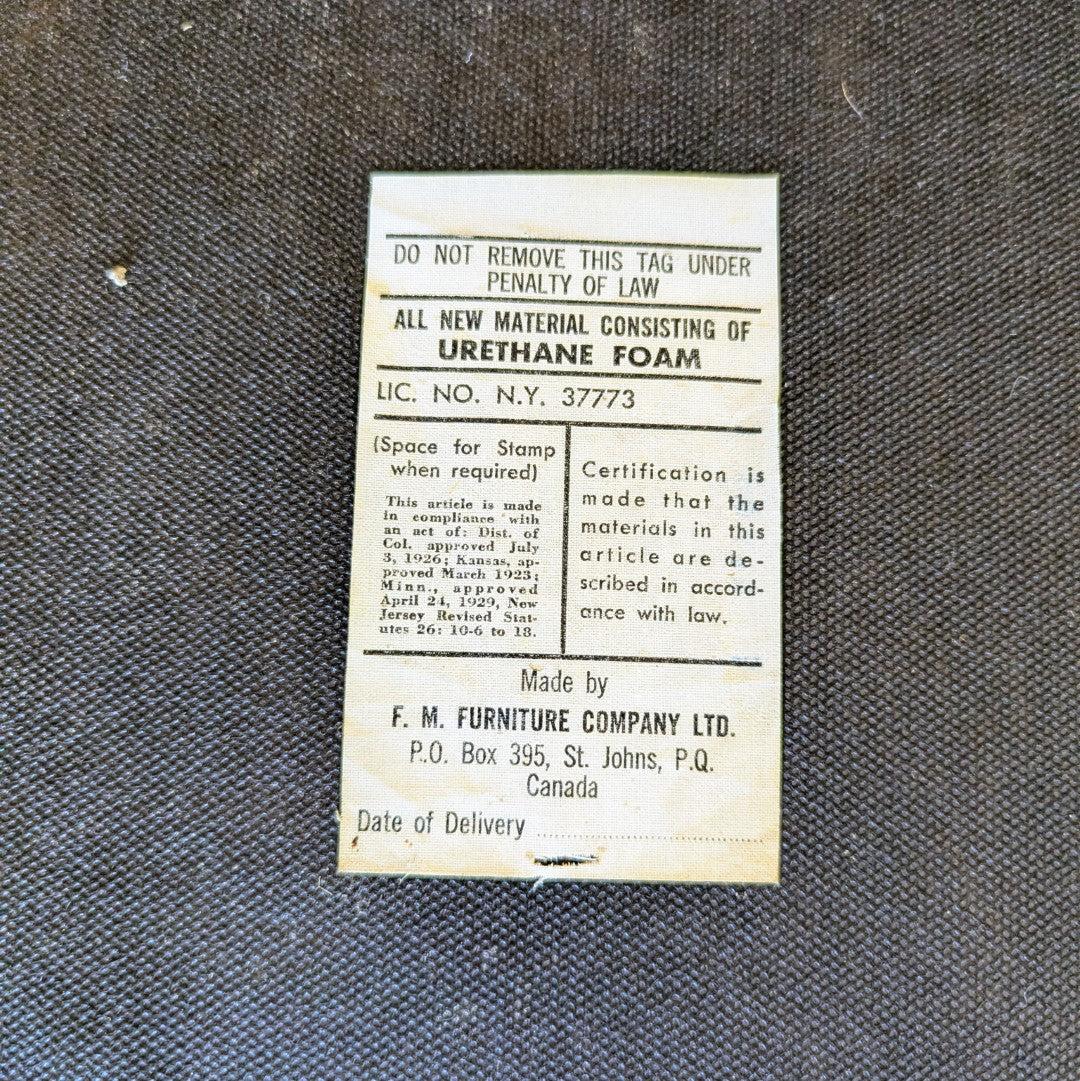 DO NOT REMOVE THIS TAG UNDER
PENALTY OF LAW
ALL NEW MATERIAL CONSISTING OF
URETHANE FOAM
LIC. NO. N.Y. 37773
(Space for Stamp
when required)
This article is made
in compliance with
an act of: Dist. of
Col. approved July
3, 1926; Kansas, ap-
proved March 1923;
Minn., approved
April 24, 1929, New
Jersey Revised Stat-
utes 26: 10-6 to 18.
Certification is
made that the
materials in this
article are de-
scribed in accord-
ance with law.
Made by
F. M. FURNITURE COMPANY LTD.
P.O. Box 395, St. Johns, P.Q.
Canada
Date of Delivery